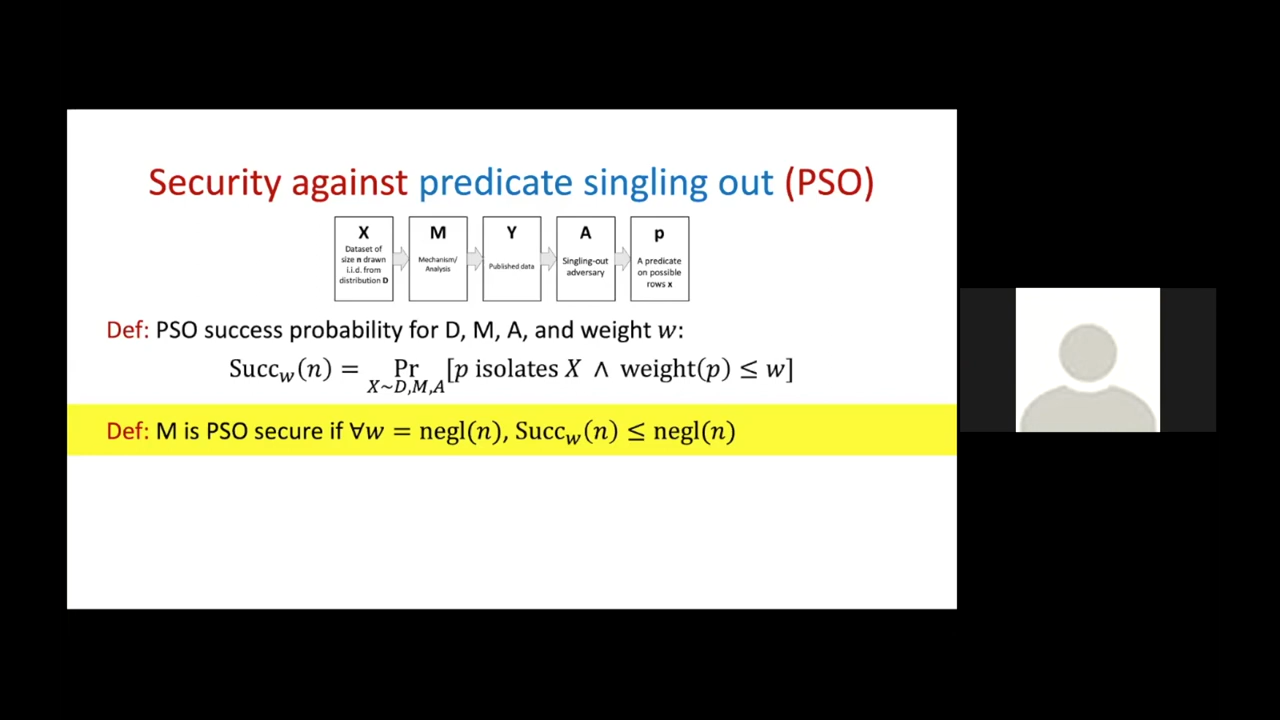 Security against predicate singling out (PSO)
X
Dataset of
size n drawn
i.i.d. from
distribution D
M
Mechanism/
Analysis
Y
Published data
A
Singling-out
adversary
p
A predicate
on possible
rows x
Def: PSO success probability for D, M, A, and weight w:
Succ_w(n) = Pr_{X~D,M,A} [p isolates X ∧ weight(p) ≤ w]
Def: M is PSO secure if ∀w = negl(n), Succ_w(n) ≤ negl(n)